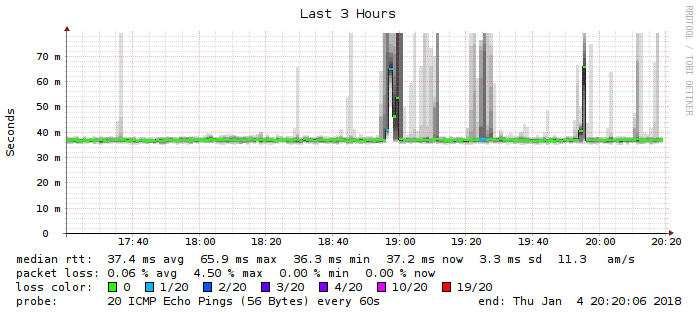 Last 3 Hours
RRDTOOL / TOBI OETIKER
Seconds
70 m
60 m
50 m
40 m
30 m
20 m
10 m
0
17:40 18:00 18:20 18:40 19:00 19:20 19:40 20:00 20:20
median rtt: 37.4 ms avg 65.9 ms max 36.3 ms min 37.2 ms now 3.3 ms sd 11.3 am/s
packet loss: 0.06 % avg 4.50 % max 0.00 % min 0.00 % now
loss color: 0 1/20 2/20 3/20 4/20 10/20 19/20
probe: 20 ICMP Echo Pings (56 Bytes) every 60s end: Thu Jan 4 20:20:06 2018